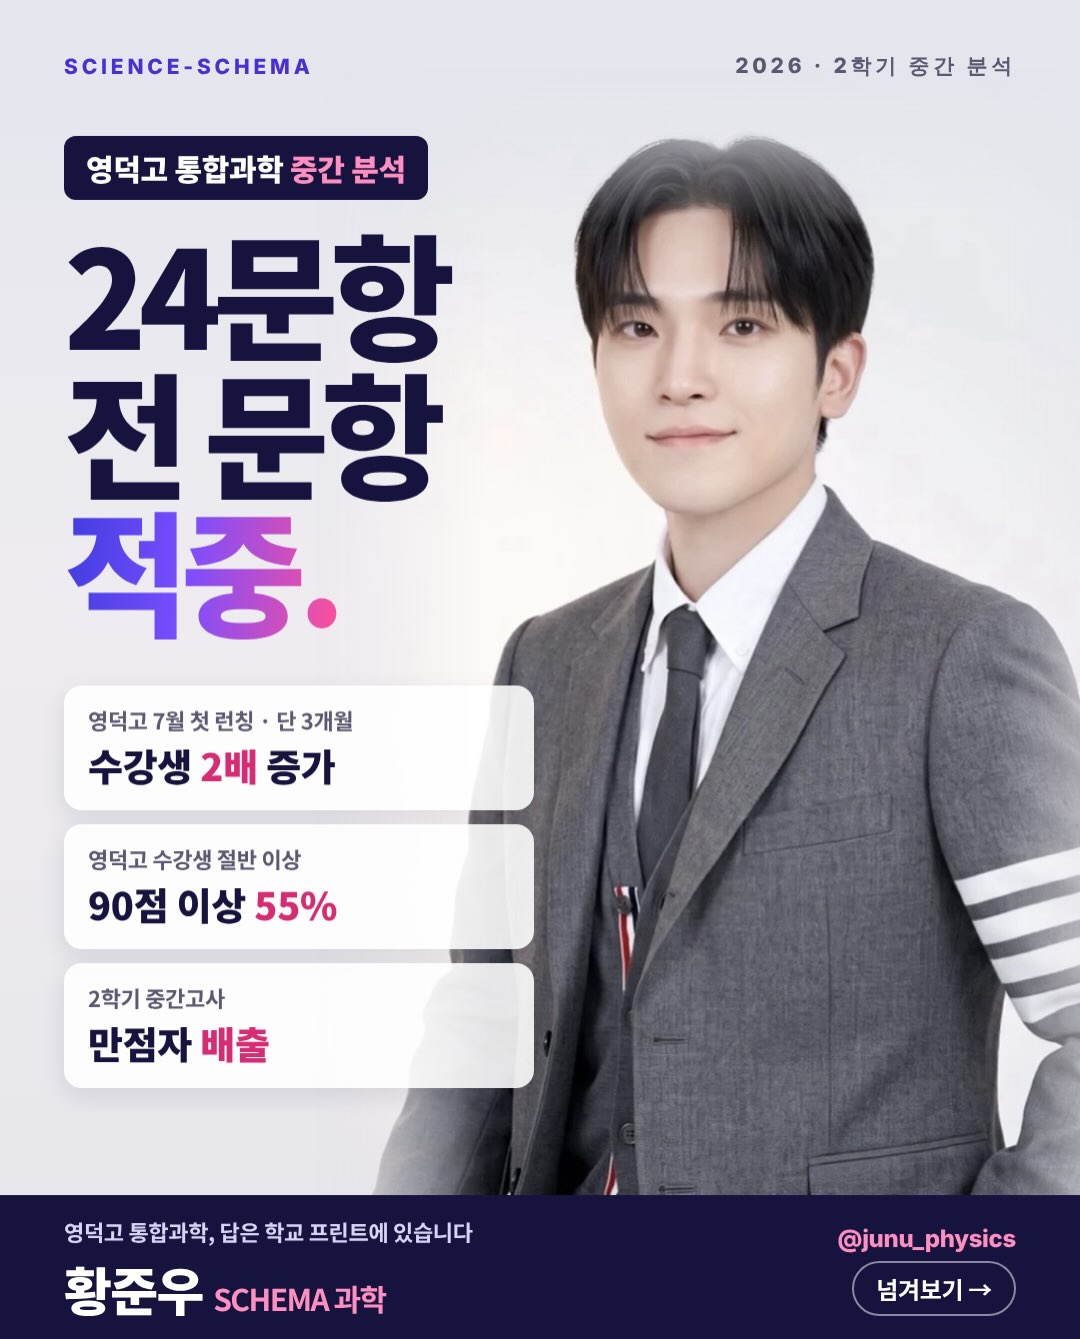 SCIENCE-SCHEMA
2026 · 2학기 중간 분석
영덕고 통합과학 중간 분석
24문항
전 문항
적중.
영덕고 7월 첫 런칭 · 단 3개월
수강생 2배 증가
영덕고 수강생 절반 이상
90점 이상 55%
2학기 중간고사
만점자 배출
영덕고 통합과학, 답은 학교 프린트에 있습니다
황준우 SCHEMA 과학
@junu_physics
넘겨보기 →